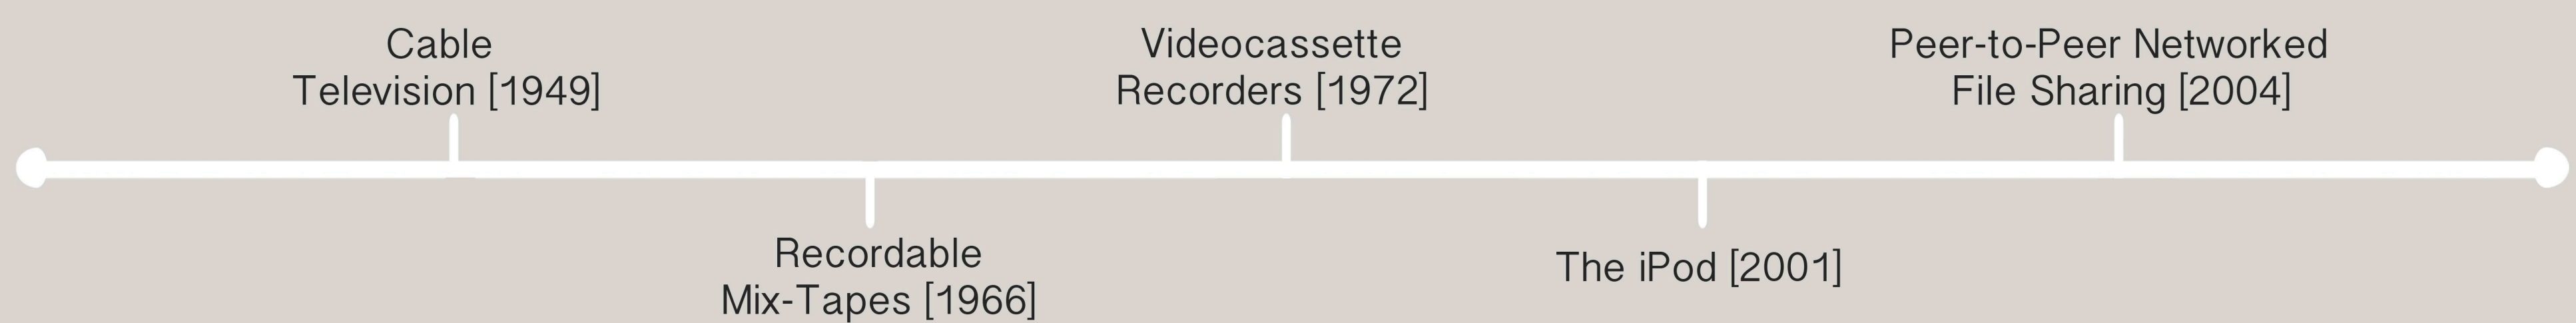 Cable
Television [1949]
Recordable
Mix-Tapes [1966]
Videocassette
Recorders [1972]
The iPod [2001]
Peer-to-Peer Networked
File Sharing [2004]